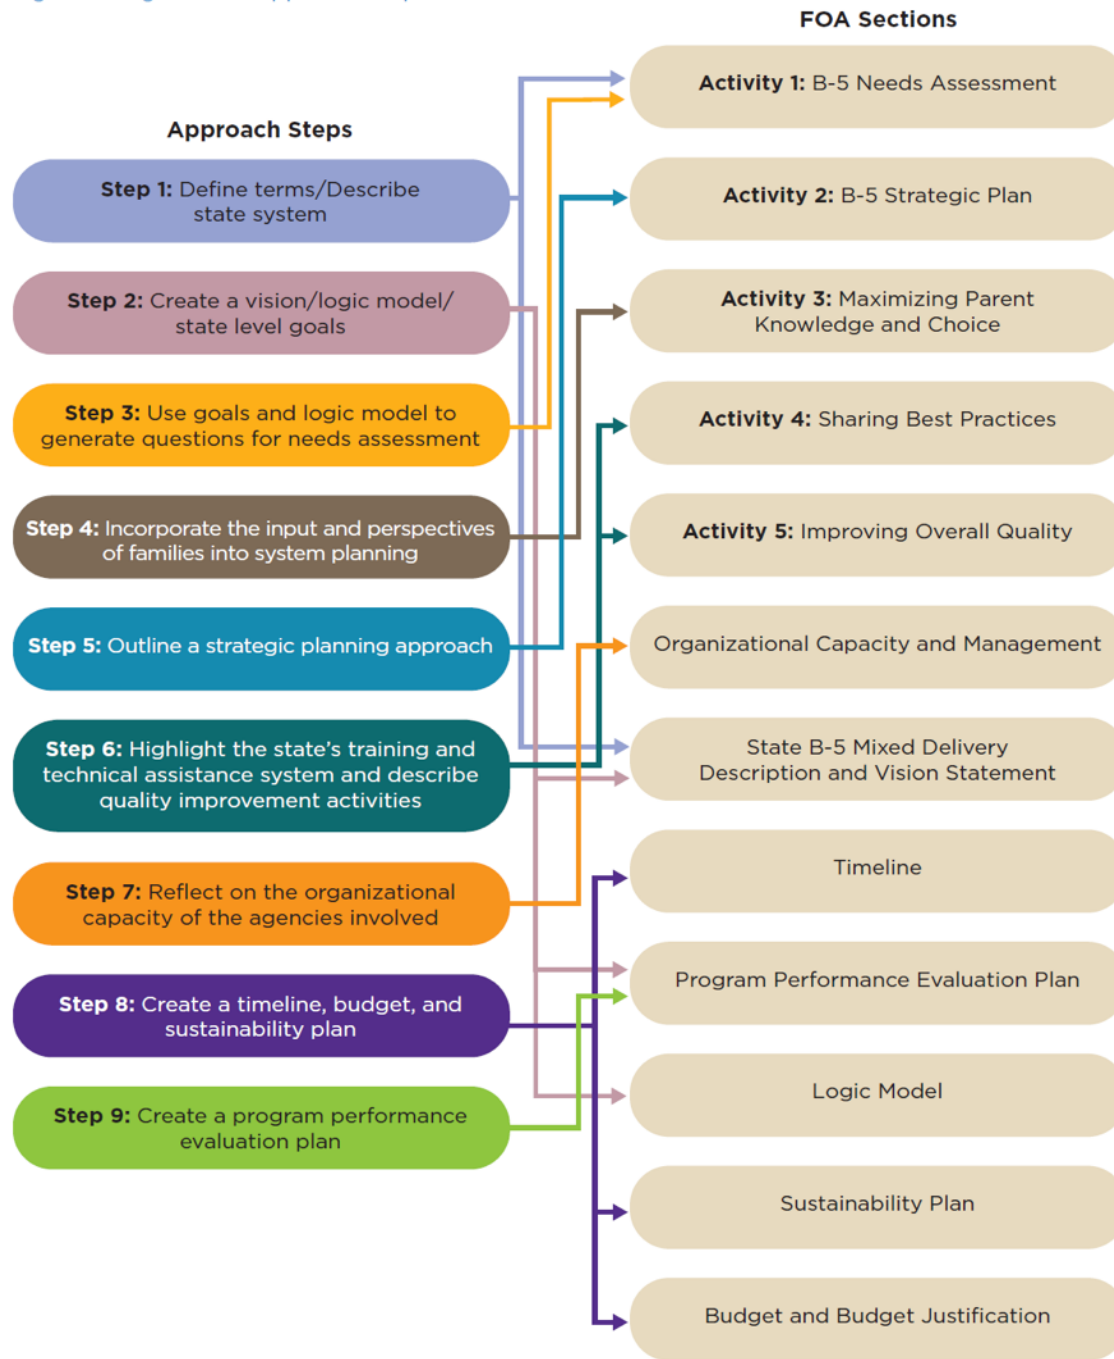 FOA Sections
Approach Steps
Step 1: Define terms/Describe
state system
Step 2: Create a vision/logic model/
state level goals
Step 3: Use goals and logic model to
generate questions for needs assessment
Step 4: Incorporate the input and perspectives
of families into system planning
Step 5: Outline a strategic planning approach
Step 6: Highlight the state's training and
technical assistance system and describe
quality improvement activities
Step 7: Reflect on the organizational
capacity of the agencies involved
Step 8: Create a timeline, budget, and
sustainability plan
Step 9: Create a program performance
evaluation plan
Activity 1: B-5 Needs Assessment
Activity 2: B-5 Strategic Plan
Activity 3: Maximizing Parent
Knowledge and Choice
Activity 4: Sharing Best Practices
Activity 5: Improving Overall Quality
Organizational Capacity and Management
State B-5 Mixed Delivery
Description and Vision Statement
Timeline
Program Performance Evaluation Plan
Logic Model
Sustainability Plan
Budget and Budget Justification